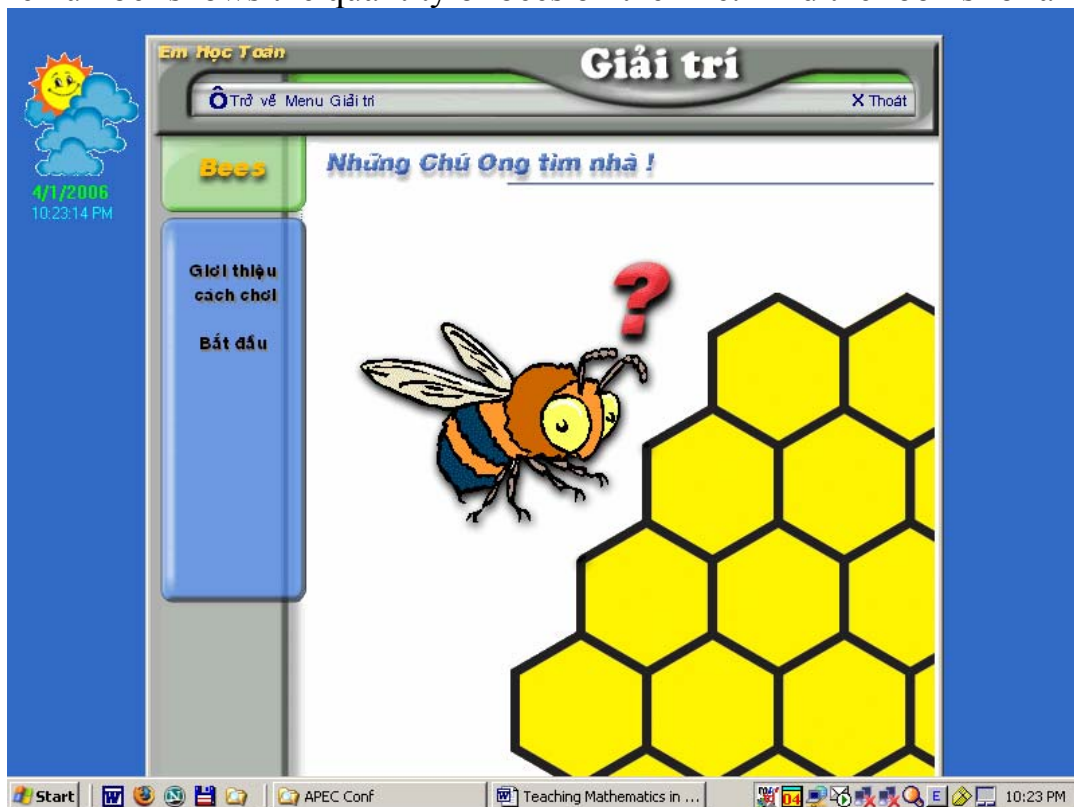 Em Học Toán
Giải trí
Ô Trở về Menu Giải trí
X Thoát
Bees
Những Chú Ong tìm nhà !
4/1/2006
10:23:14 PM
Giới thiệu
cách chơi
Bắt đầu
?
Start
APEC Conf
Teaching Mathematics in ...
04
E
10:23 PM